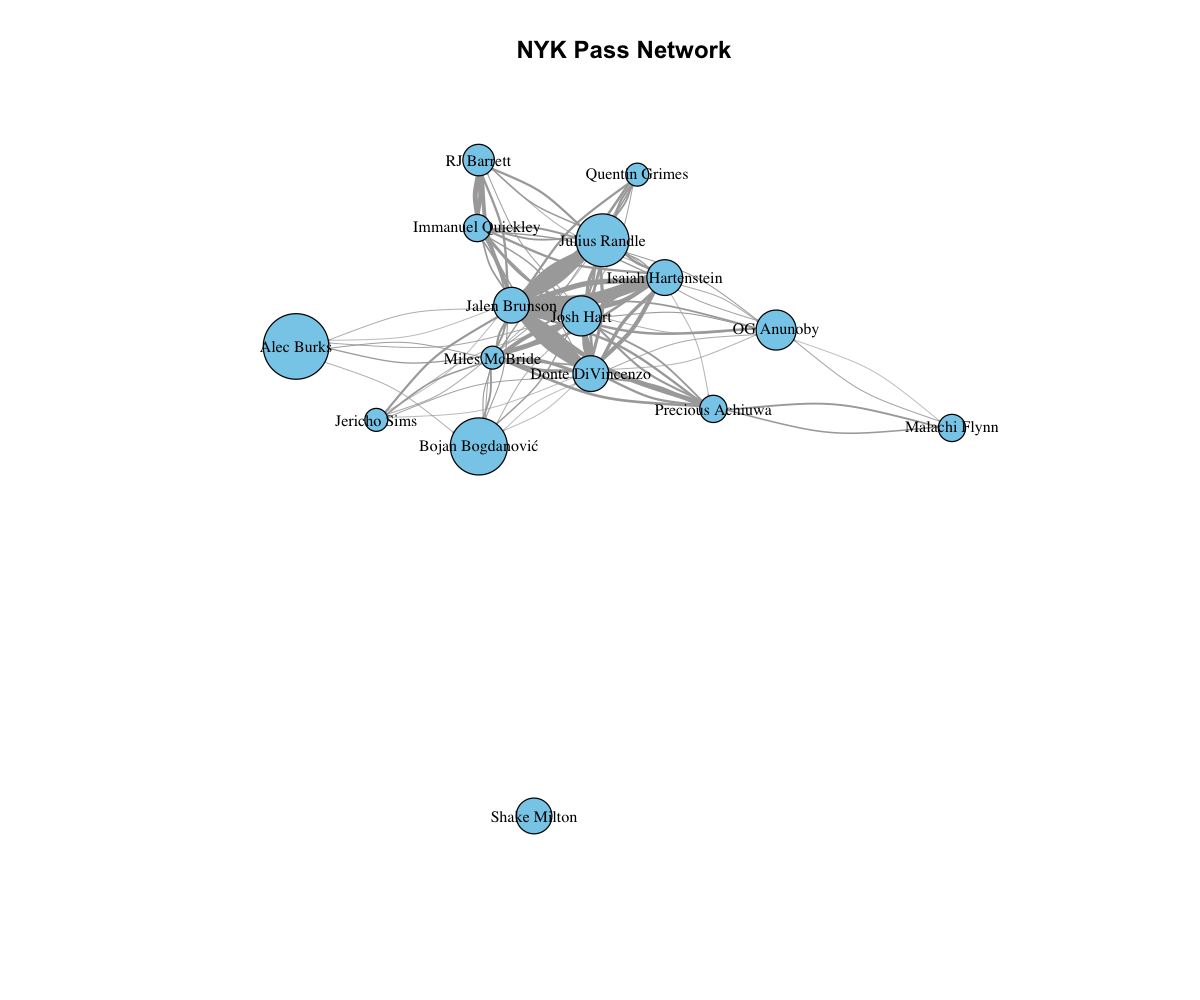 NYK Pass Network
RJ Barrett
Quentin Grimes
Immanuel Quickley
Julius Randle
Isaiah Hartenstein
Jalen Brunson
Josh Hart
OG Anunoby
Alec Burks
Miles McBride
Donte DiVincenzo
Precious Achiuwa
Jericho Sims
Malachi Flynn
Bojan Bogdanović
Shake Milton